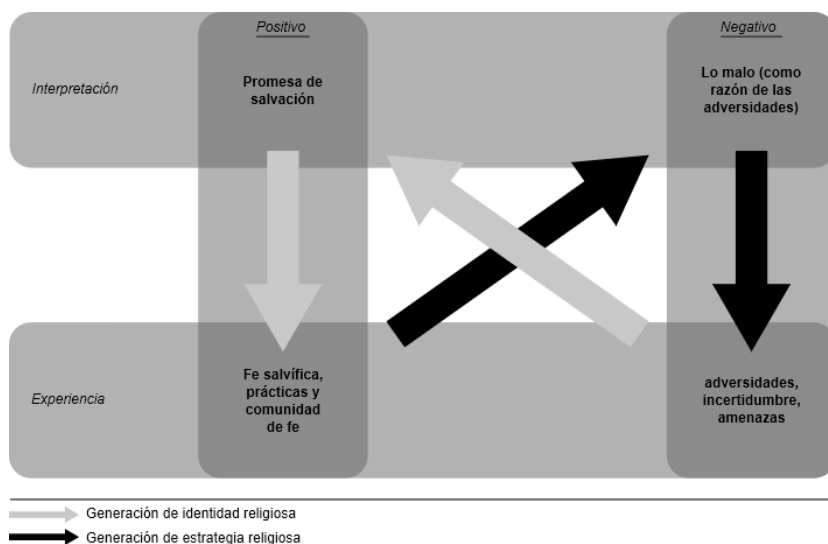 Positivo
Negativo
Interpretación
Promesa de
salvación
Lo malo (como
razón de las
adversidades)
Experiencia
Fe salvífica,
prácticas y
comunidad
de fe
adversidades,
incertidumbre,
amenazas
Generación de identidad religiosa
Generación de estrategia religiosa